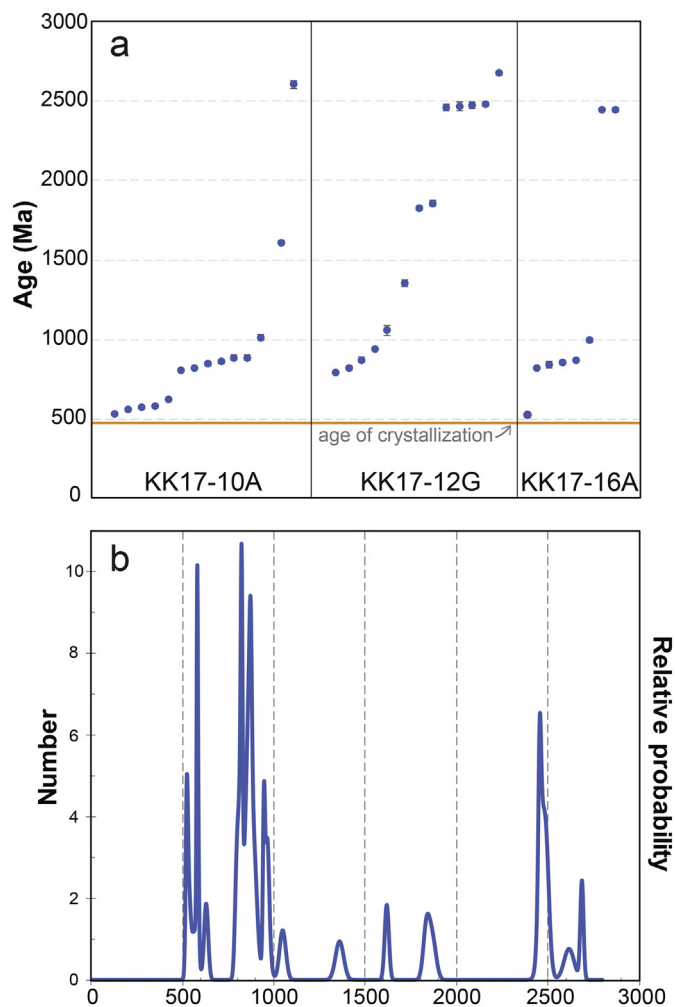 3000
a
2500
2000
1500
1000
500
0
Age (Ma)
age of crystallization
KK17-10A KK17-12G KK17-16A
b
10
8
6
4
2
0
Number
Relative probability
0 500 1000 1500 2000 2500 3000